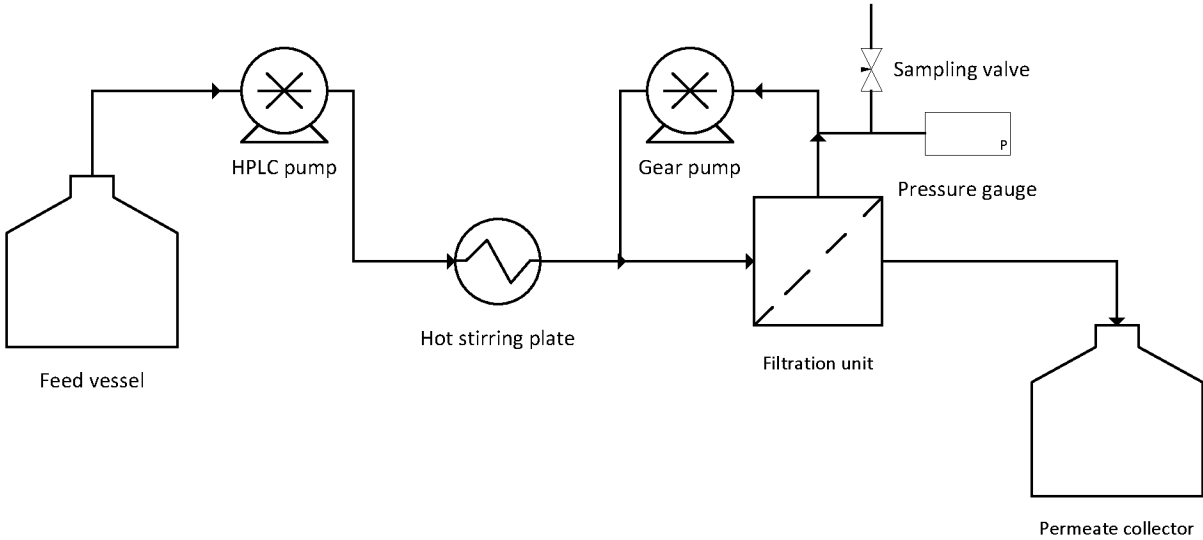 Sampling valve
HPLC pump
Gear pump
P
Pressure gauge
Hot stirring plate
Filtration unit
Feed vessel
Permeate collector